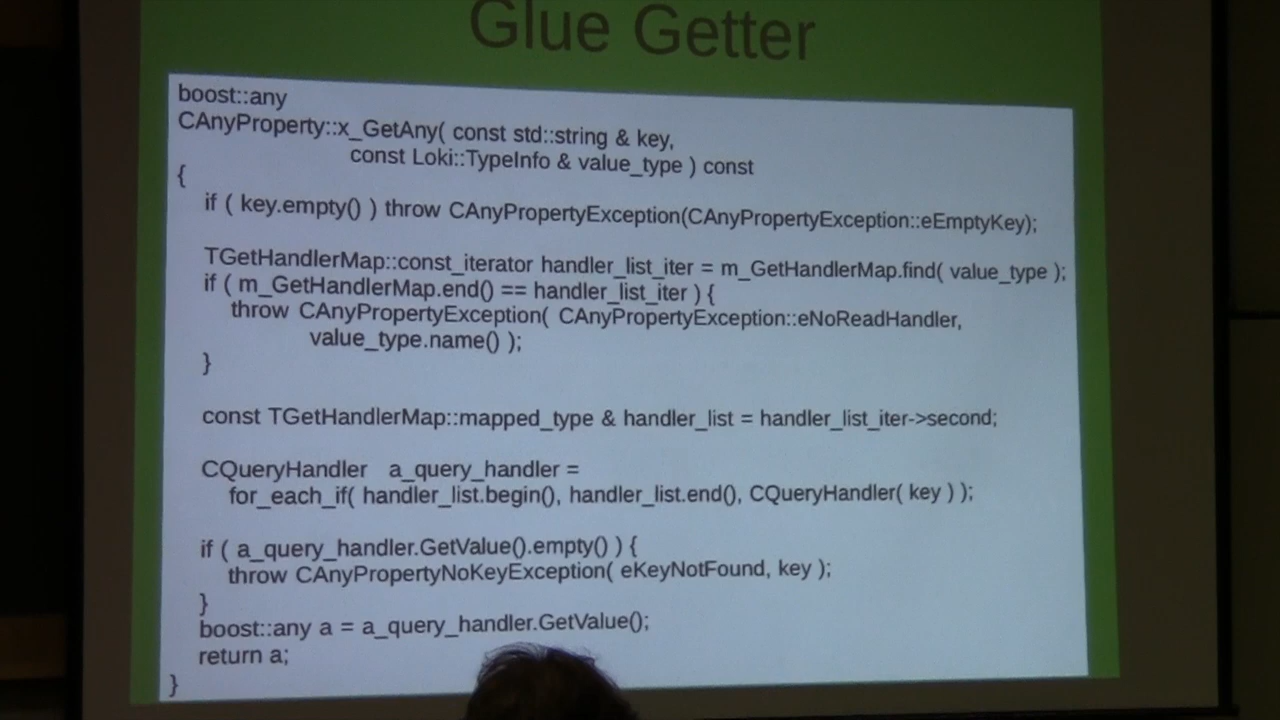 Glue Getter
boost::any
CAnyProperty::x_GetAny( const std::string & key,
const Loki::TypeInfo & value_type ) const
{
if ( key.empty() ) throw CAnyPropertyException(CAnyPropertyException::eEmptyKey);
TGetHandlerMap::const_iterator handler_list_iter = m_GetHandlerMap.find( value_type );
if ( m_GetHandlerMap.end() == handler_list_iter ) {
throw CAnyPropertyException( CAnyPropertyException::eNoReadHandler,
value_type.name() );
}
const TGetHandlerMap::mapped_type & handler_list = handler_list_iter->second;
CQueryHandler a_query_handler =
for_each_if( handler_list.begin(), handler_list.end(), CQueryHandler( key ) );
if ( a_query_handler.GetValue().empty() ) {
throw CAnyPropertyNoKeyException( eKeyNotFound, key );
}
boost::any a = a_query_handler.GetValue();
return a;
}